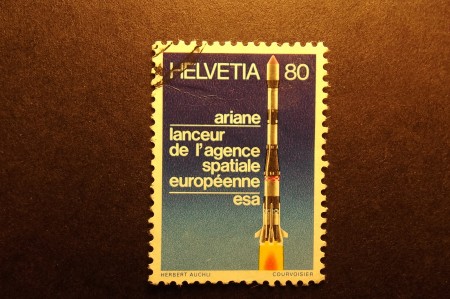 HELVETIA 80
ariane
lanceur
de l'agence
spatiale
européenne
esa
HERBERT AUCHLI COURVOISIER